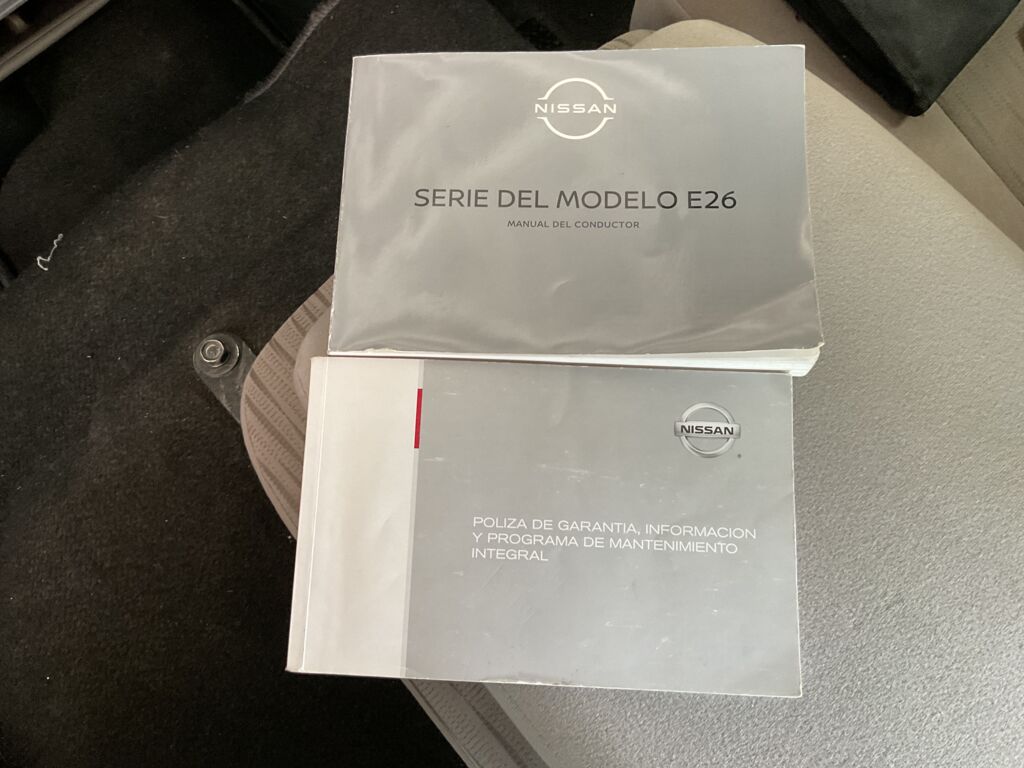 NISSAN
SERIE DEL MODELO E26
MANUAL DEL CONDUCTOR
NISSAN
POLIZA DE GARANTIA, INFORMACION
Y PROGRAMA DE MANTENIMIENTO
INTEGRAL